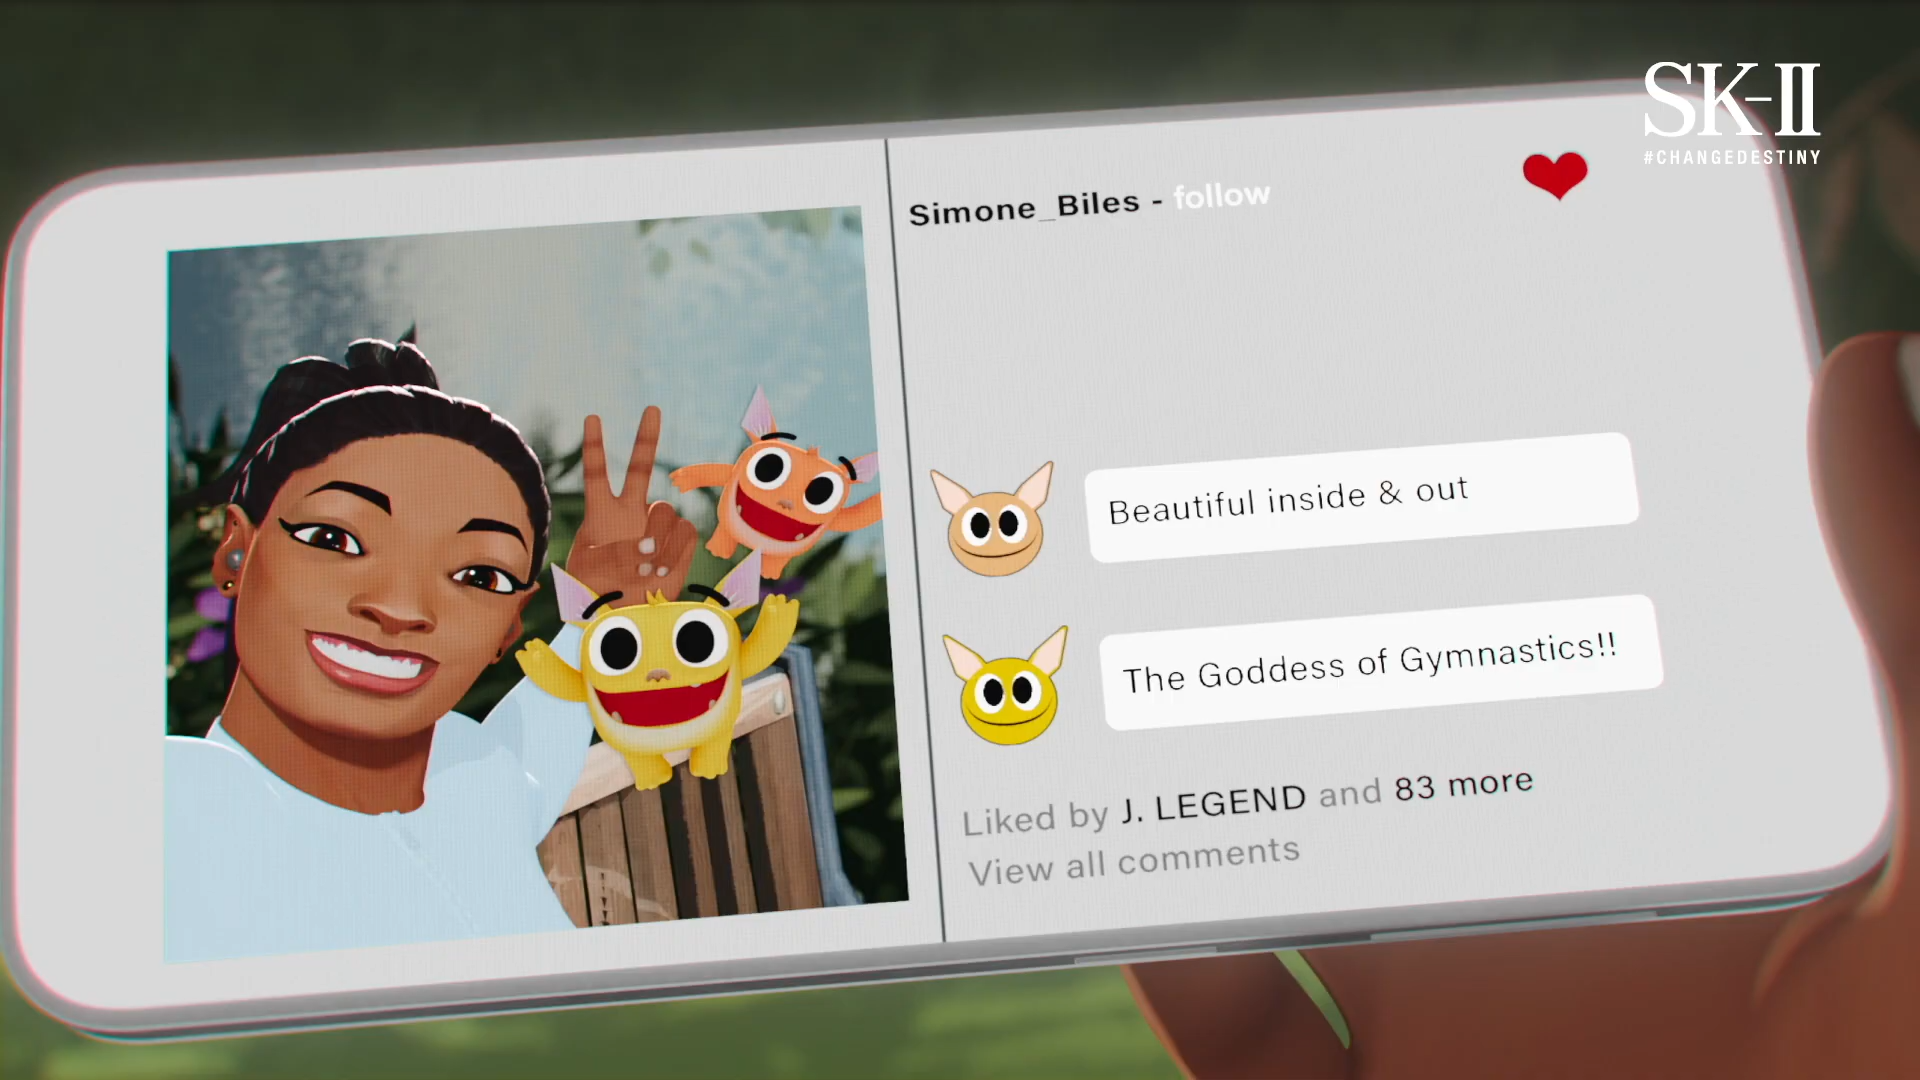 SK-II
#CHANGEDESTINY
Simone_Biles - follow
Beautiful inside & out
The Goddess of Gymnastics!!
Liked by J. LEGEND and 83 more
View all comments